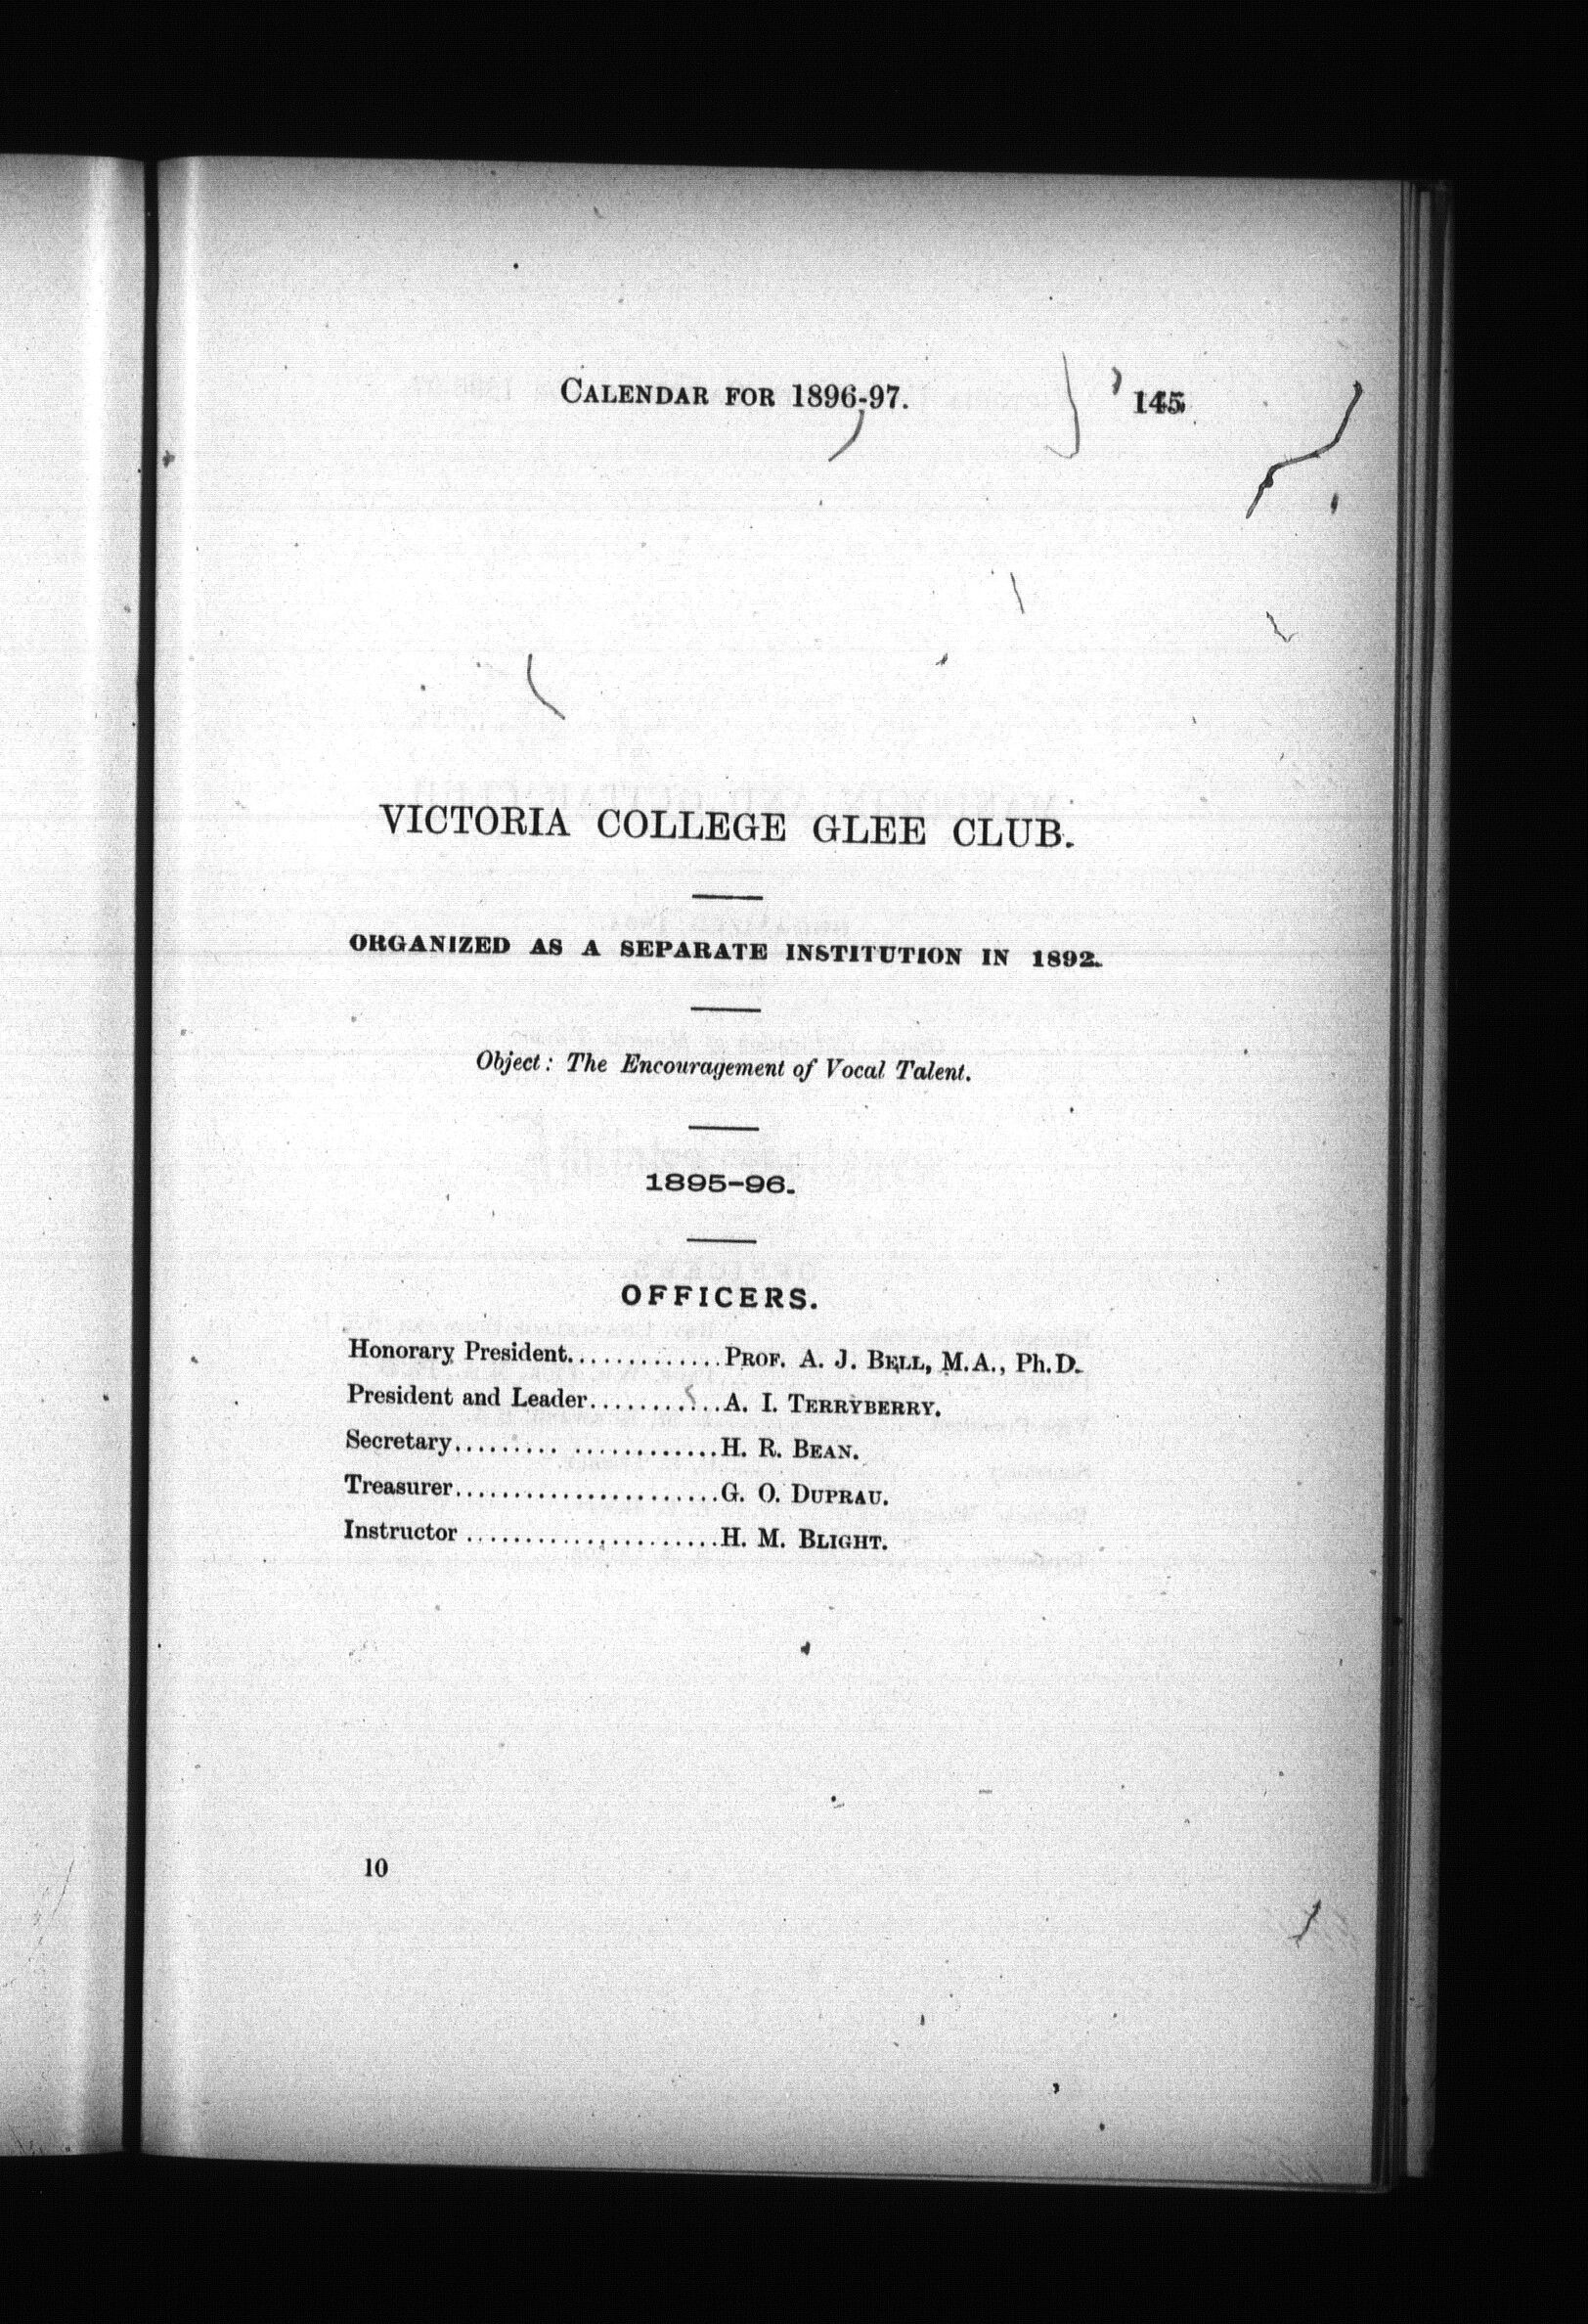 CALENDAR FOR 1896-97. 145
VICTORIA COLLEGE GLEE CLUB.
ORGANIZED AS A SEPARATE INSTITUTION IN 1892.
Object: The Encouragement of Vocal Talent.
1895-96.
OFFICERS.
Honorary President.............PROF. A. J. BELL, M.A., Ph.D.
President and Leader............A. I. TERRYBERRY.
Secretary......... .............H. R. BEAN.
Treasurer.......................G. O. DUPRAU.
Instructor ......................H. M. BLIGHT.
10